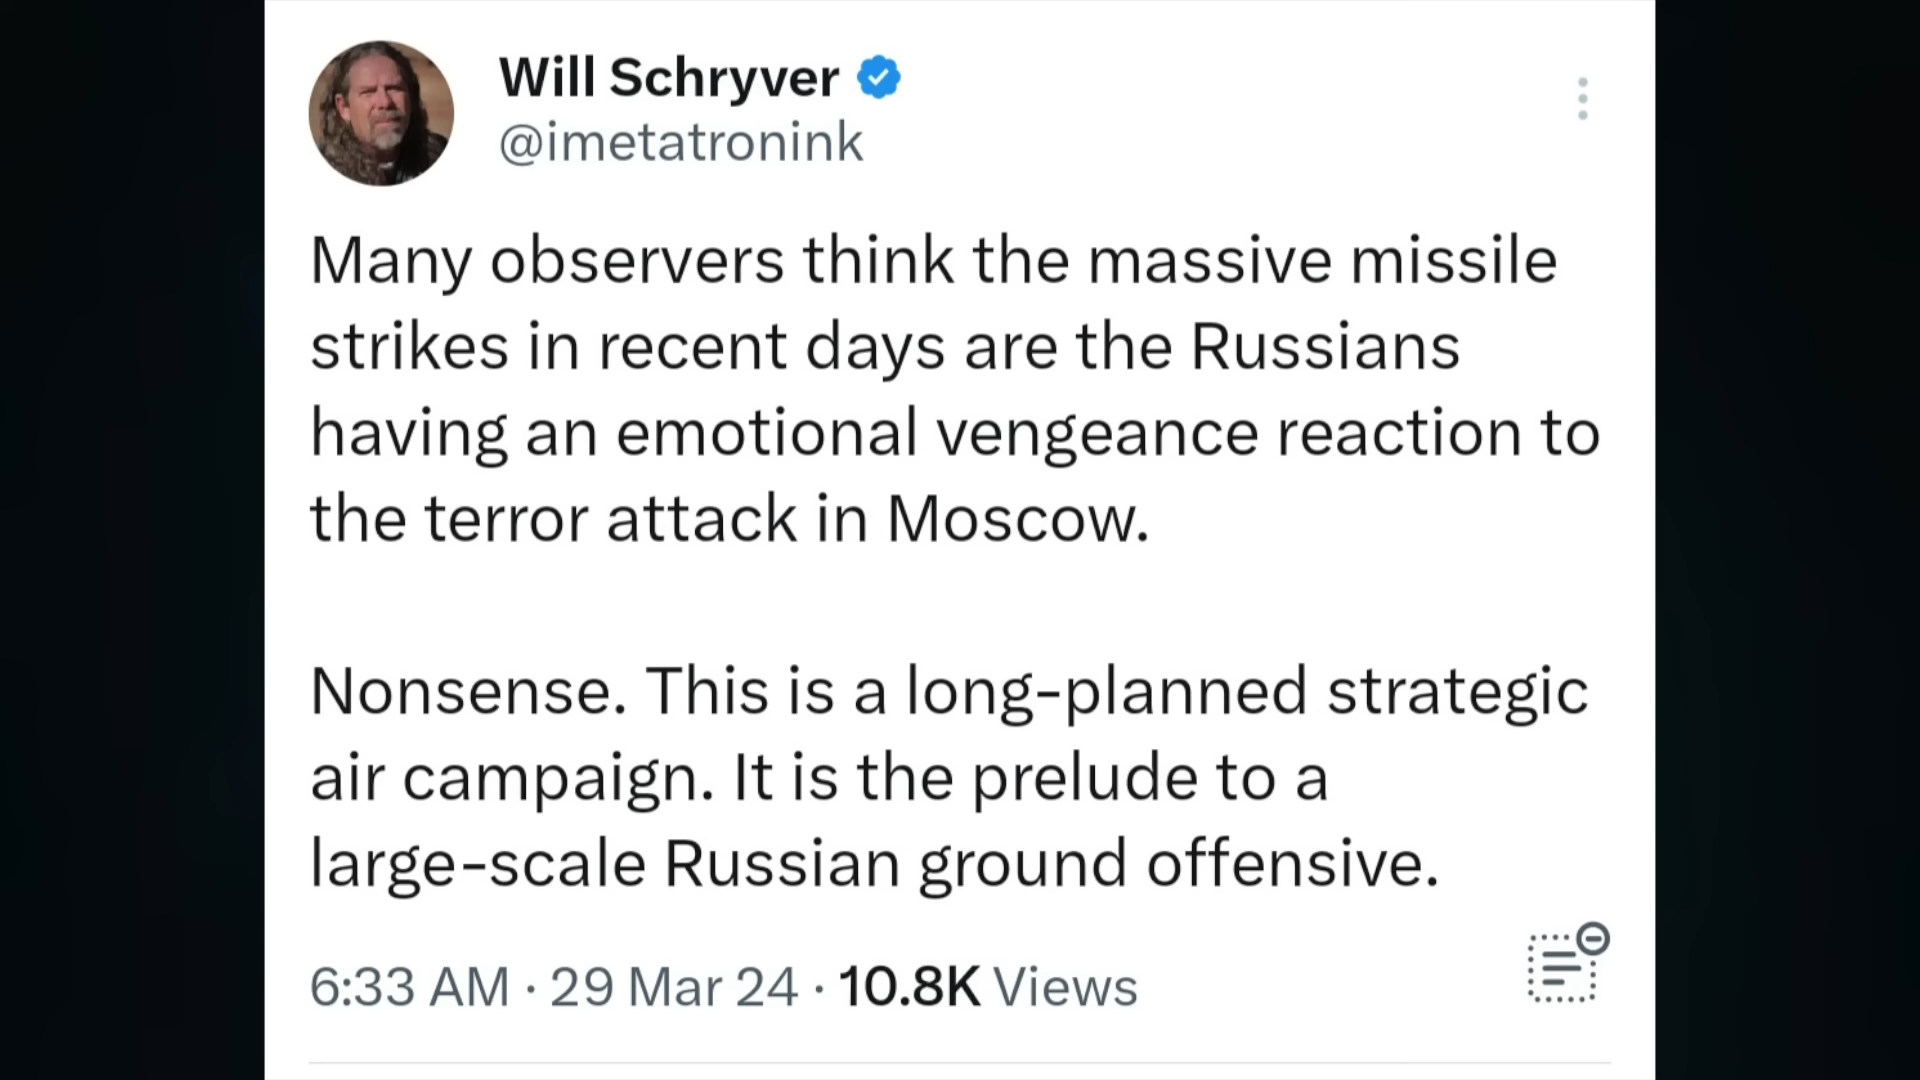 Will Schryver
@imetatronink
Many observers think the massive missile
strikes in recent days are the Russians
having an emotional vengeance reaction to
the terror attack in Moscow.
Nonsense. This is a long-planned strategic
air campaign. It is the prelude to a
large-scale Russian ground offensive.
6:33 AM · 29 Mar 24 · 10.8K Views